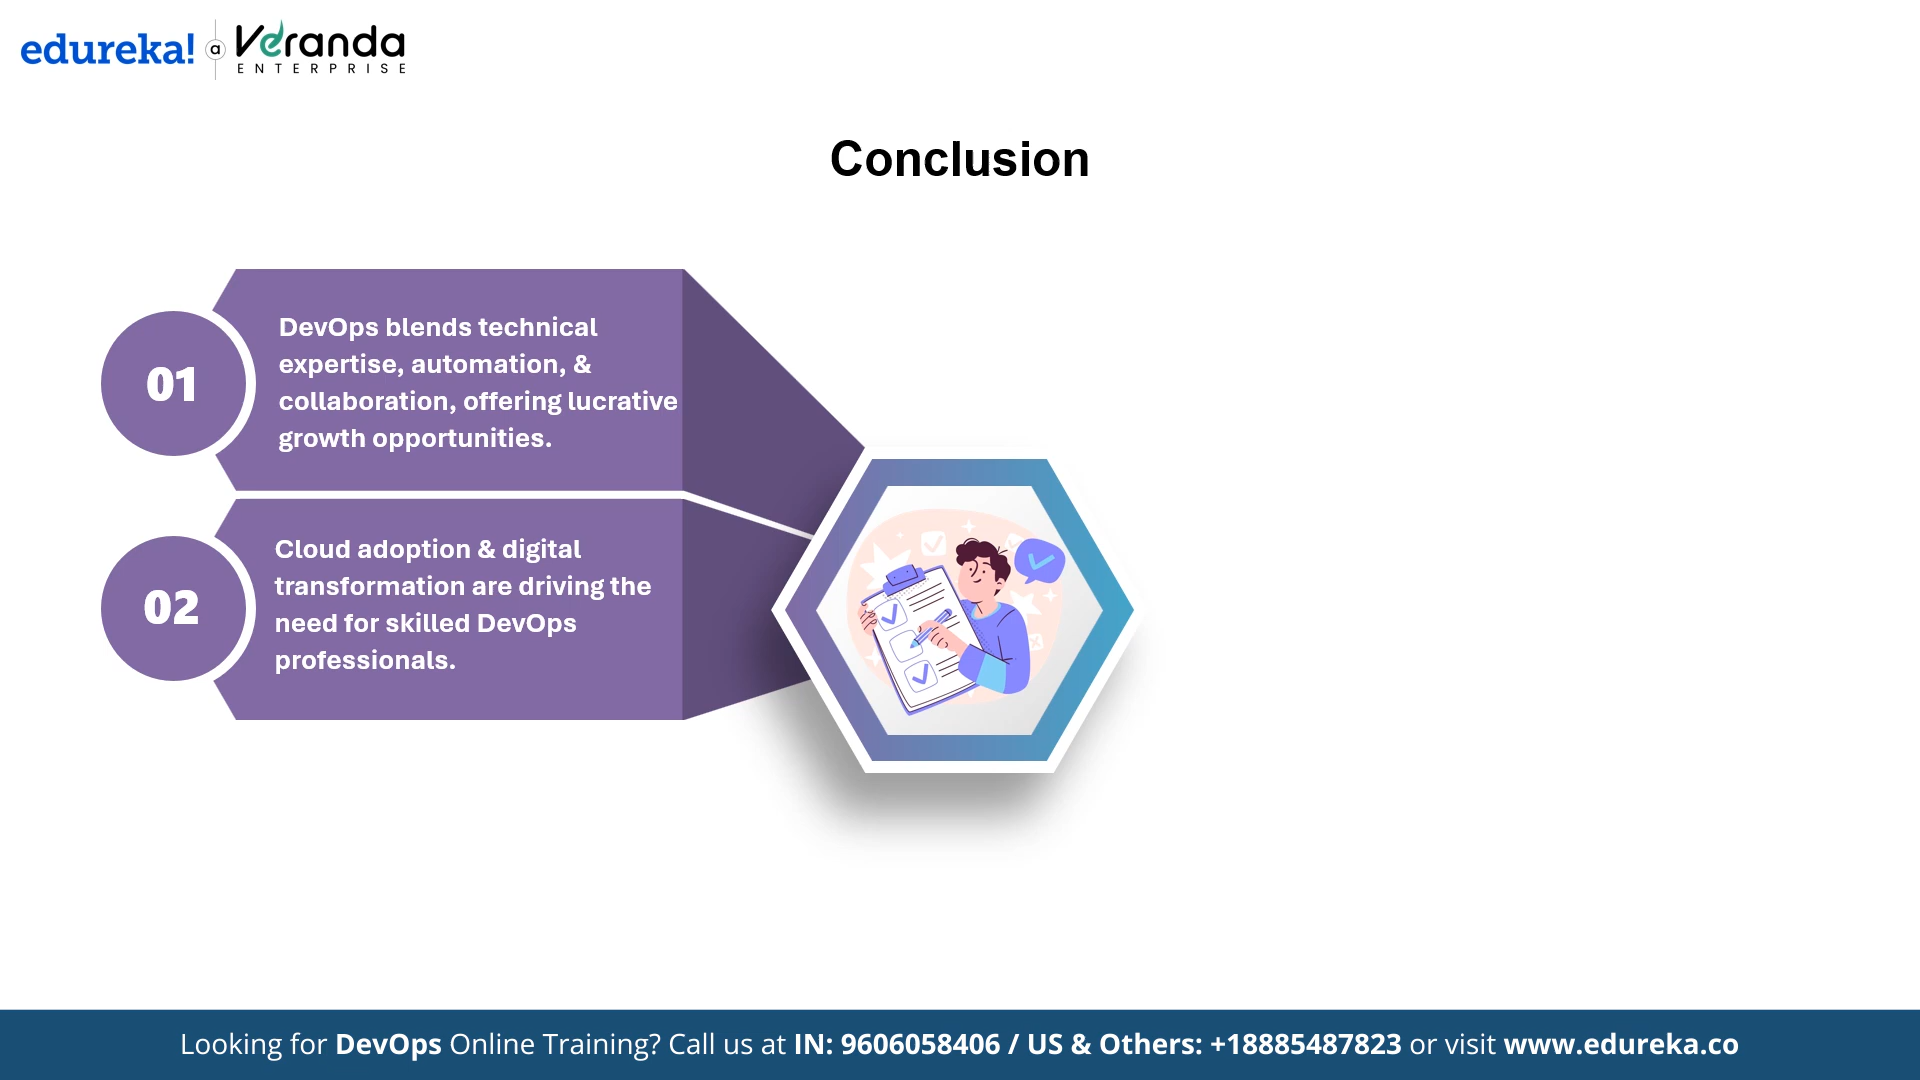 edureka! a Veranda
ENTERPRISE
Conclusion
01
DevOps blends technical
expertise, automation, &
collaboration, offering lucrative
growth opportunities.
02
Cloud adoption & digital
transformation are driving the
need for skilled DevOps
professionals.
Looking for DevOps Online Training? Call us at IN: 9606058406 / US & Others: +18885487823 or visit www.edureka.co